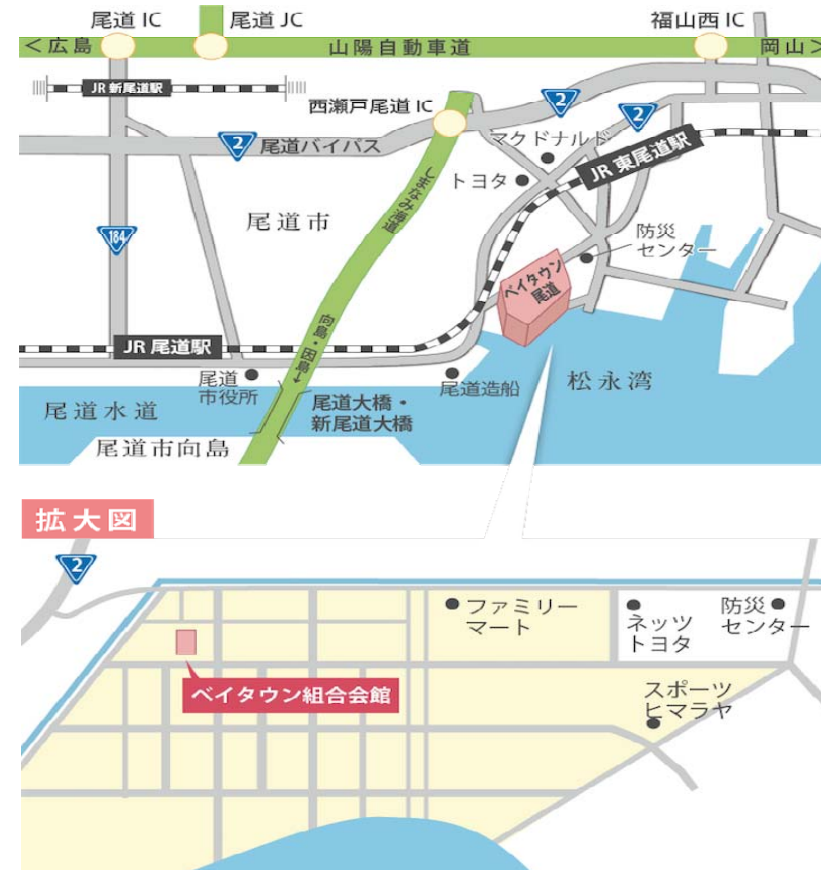 尾道 IC
尾道 JC
福山西 IC
<広島
山陽自動車道
岡山>
JR 新尾道駅
西瀬戸尾道 IC
2
2
2
尾道バイパス
マクドナルド
JR 東尾道駅
トヨタ
しまなみ海道
184
尾道市
防災
センター
ベイタウン
尾道
向島・因島→
JR 尾道駅
尾道
市役所
尾道造船
松永湾
尾道水道
尾道大橋・
新尾道大橋
尾道市向島
拡大図
2
ファミリー
マート
ネッツ
トヨタ
防災
センター
ベイタウン組合会館
スポーツ
ヒマラヤ